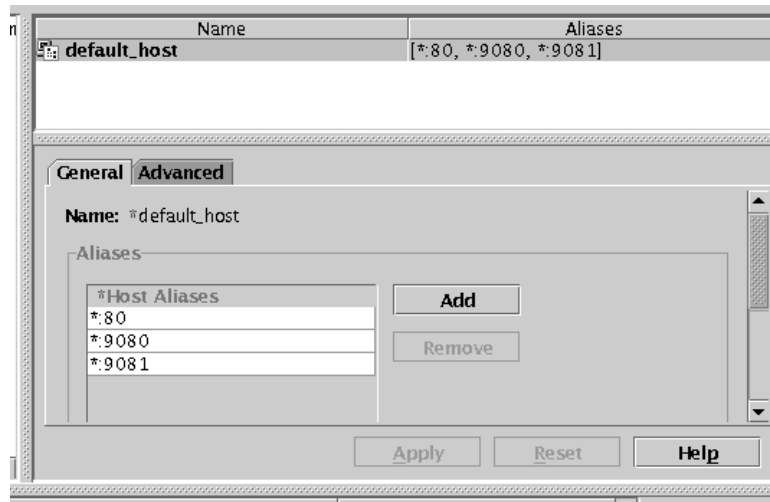 Name Aliases
default_host [*:80, *:9080, *:9081]
General Advanced
Name: *default_host
Aliases
*Host Aliases
Add
*:80
*:9080
Remove
*:9081
Apply Reset Help